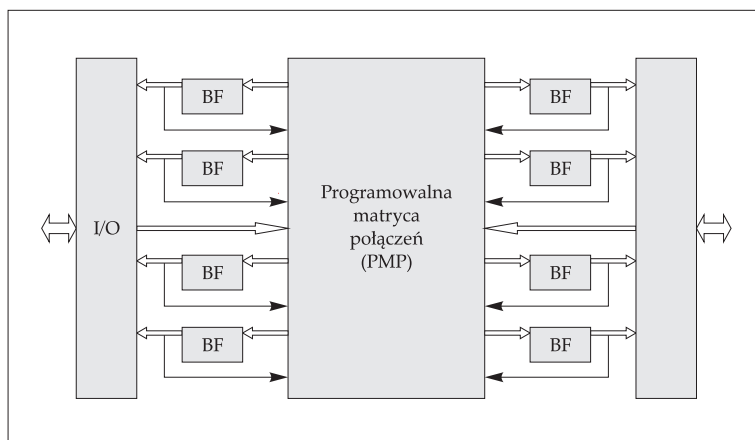 BF
BF
BF
BF
I/O
Programowalna
matryca
połączeń
(PMP)
BF
BF
BF
BF